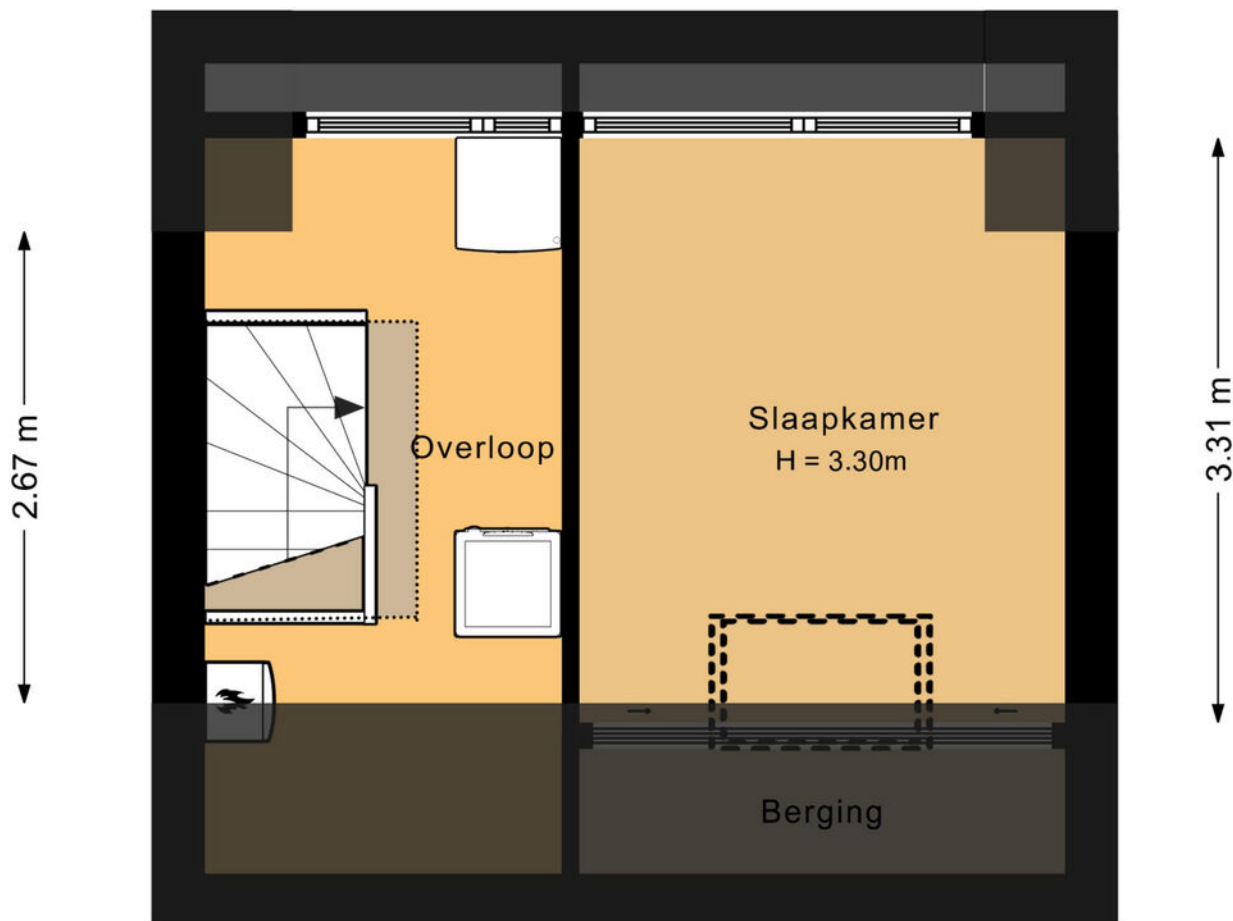 2.67 m
Overloop
Slaapkamer
H = 3.30m
3.31 m
Berging